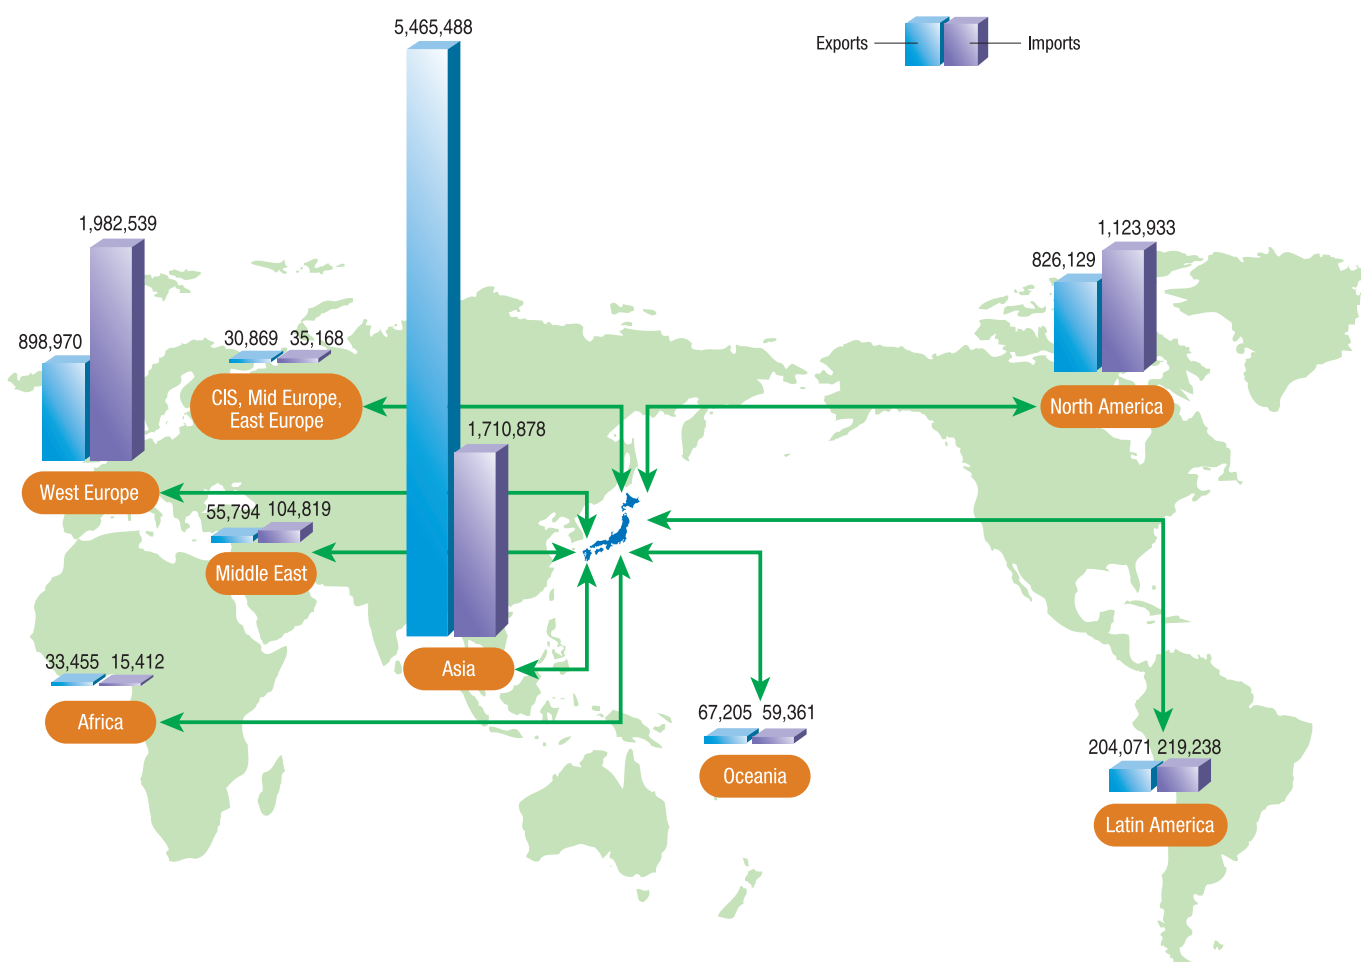 5,465,488
Exports
Imports
1,982,539
1,123,933
826,129
898,970
30,869 35,168
CIS, Mid Europe,
East Europe
North America
1,710,878
West Europe
55,794 104,819
Middle East
33,455 15,412
Asia
Africa
67,205 59,361
Oceania
204,071 219,238
Latin America